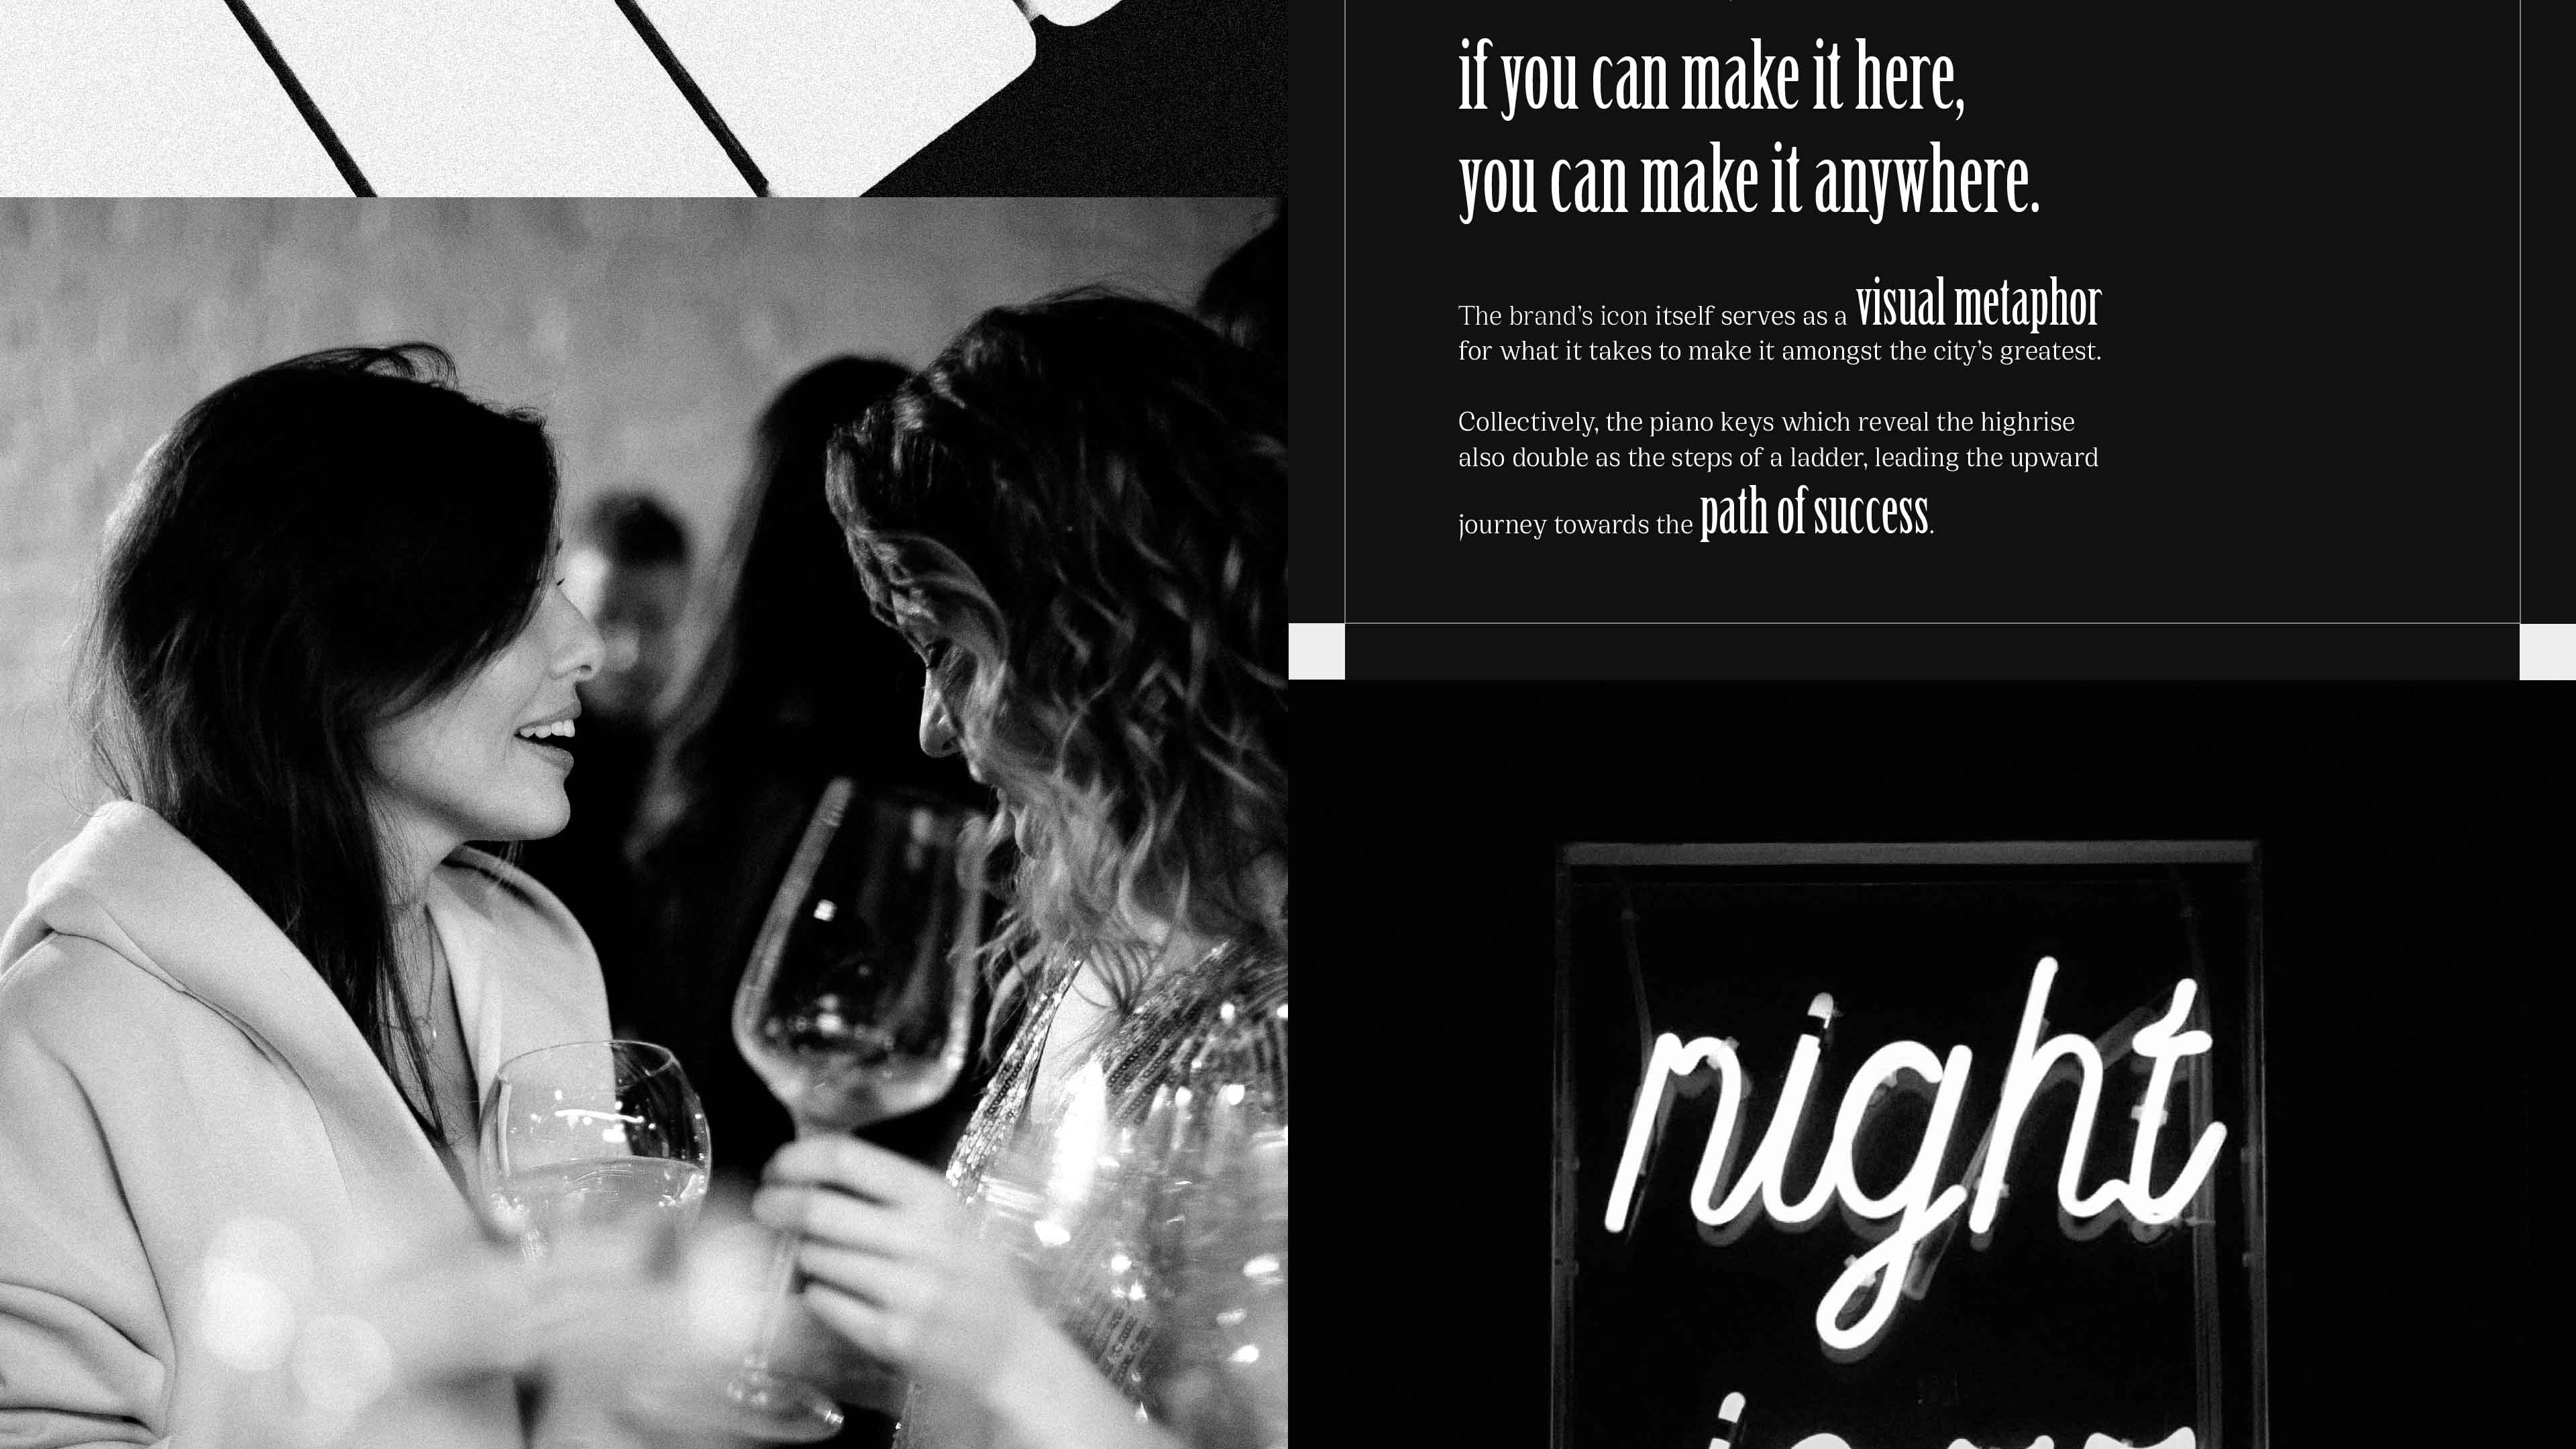 if you can make it here,
you can make it anywhere.
The brand's icon itself serves as a visual metaphor
for what it takes to make it amongst the city's greatest.
Collectively, the piano keys which reveal the highrise
also double as the steps of a ladder, leading the upward
journey towards the path of success.
night